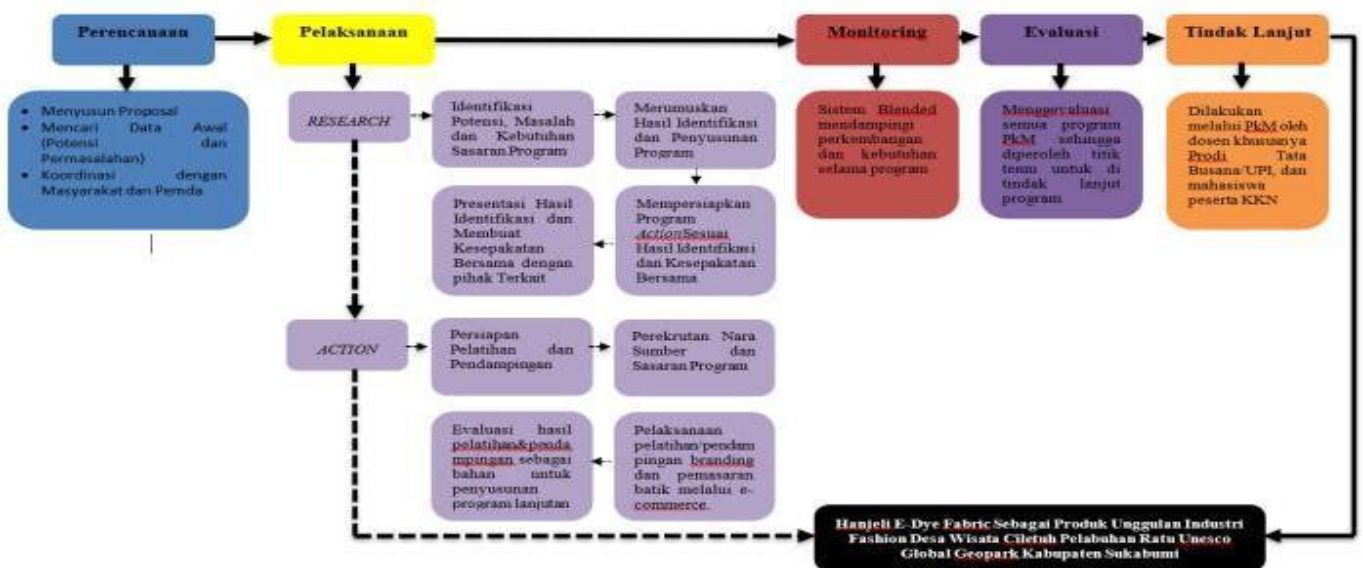 Perencanaan
Pelaksanaan
Monitoring
Evaluasi
Tindak Lanjut
• Menyusun Proposal
• Mencari Data Awal
(Potensi dan
Permasalahan)
• Koordinasi dengan
Masyarakat dan Pemda
RESEARCH
Identifikasi
Potensi, Masalah
dan Kebutuhan
Sasaran Program
Merumuskan
Hasil Identifikasi
dan Penyusunan
Program
Presentasi Hasil
Identifikasi dan
Membuat
Kesepakatan
Bersama dengan
pihak Terkait
Mempersiapkan
Program
ActionSesuai
Hasil Identifikasi
dan Kesepakatan
Bersama
ACTION
Persiapan
Pelatihan dan
Pendampingan
Perekrutan Nara
Sumber dan
Sasaran Program
Evaluasi hasil
pelatihan&penda
mpingan sebagai
bahan untuk
penyusunan
program lanjutan
Pelaksanaan
pelatihan/pendam
pingan branding
dan pemasaran
batik melalui e-
commerce.
Sistem Blended
mendampingi
perkembangan
dan kebutuhan
selama program
Menggevaluasi
semua program
PkM sehingga
diperoleh titik
temu untuk di
tindak lanjut
program
Dilakukan
melalui PkM oleh
dosen khusunya
Prodi Tata
Busana/UPI, dan
mahasiswa
peserta KKN
Hanjeli E-Dye Fabric Sebagai Produk Unggulan Industri
Fashion Desa Wisata Ciletuh Pelabuhan Ratu Unesco
Global Geopark Kabupaten Sukabumi